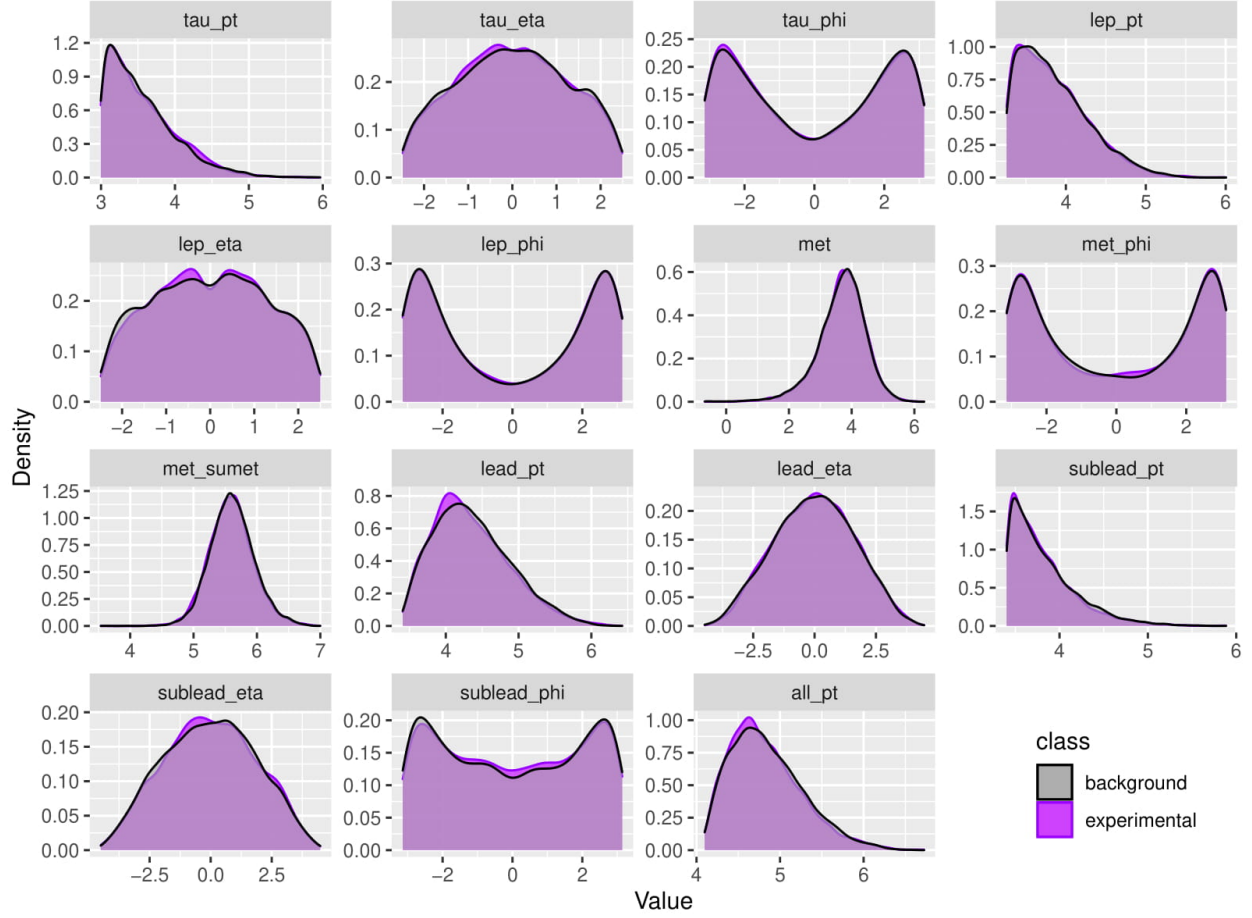 tau_pt tau_eta tau_phi lep_pt
1.2
0.9
0.6
0.3
0.0
3 4 5 6
0.2
0.1
0.0
−2 −1 0 1 2
0.25
0.20
0.15
0.10
0.05
0.00
−2 0 2
1.00
0.75
0.50
0.25
0.00
4 5 6
lep_eta lep_phi met met_phi
0.2
0.1
0.0
−2 −1 0 1 2
0.3
0.2
0.1
0.0
−2 0 2
0.6
0.4
0.2
0.0
0 2 4 6
0.3
0.2
0.1
0.0
−2 0 2
Density
met_sumet lead_pt lead_eta sublead_pt
1.25
1.00
0.75
0.50
0.25
0.00
4 5 6 7
0.8
0.6
0.4
0.2
0.0
4 5 6
0.20
0.15
0.10
0.05
0.00
−2.5 0.0 2.5
1.5
1.0
0.5
0.0
4 5 6
sublead_eta sublead_phi all_pt
0.20
0.15
0.10
0.05
0.00
−2.5 0.0 2.5
0.20
0.15
0.10
0.05
0.00
−2 0 2
1.00
0.75
0.50
0.25
0.00
4 5 6
class
background
experimental
Value